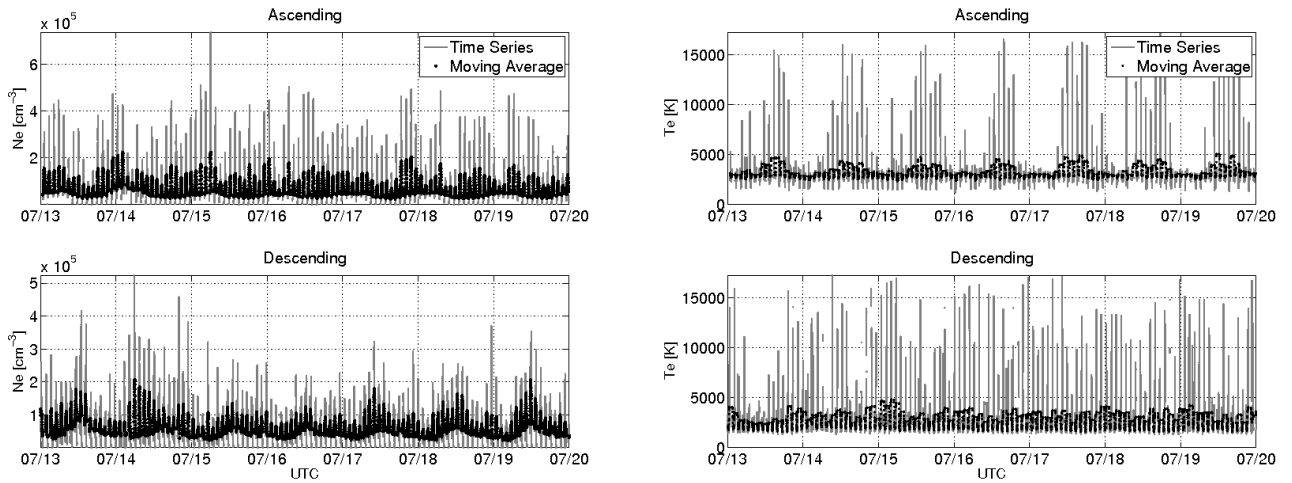 Ascending
x 10^5
Ne [cm^-3]
6
4
2
Time Series
Moving Average
07/13 07/14 07/15 07/16 07/17 07/18 07/19 07/20
Ascending
Te [K]
15000
10000
5000
0
Time Series
Moving Average
07/13 07/14 07/15 07/16 07/17 07/18 07/19 07/20
Descending
x 10^5
Ne [cm^-3]
5
4
3
2
1
07/13 07/14 07/15 07/16 07/17 07/18 07/19 07/20
UTC
Descending
Te [K]
15000
10000
5000
0
07/13 07/14 07/15 07/16 07/17 07/18 07/19 07/20
UTC